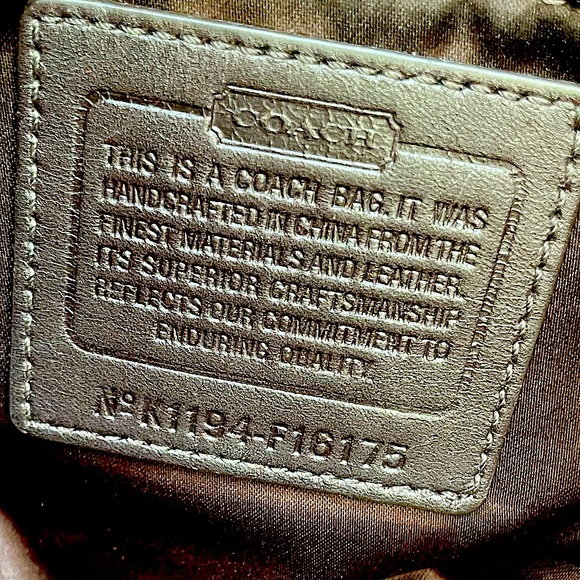 COACH
THIS IS A COACH BAG. IT WAS
HANDCRAFTED IN CHINA FROM THE
FINEST MATERIALS AND LEATHER.
ITS SUPERIOR CRAFTSMANSHIP
REFLECTS OUR COMMITMENT TO
ENDURING QUALITY.
Nº K1194-F16175